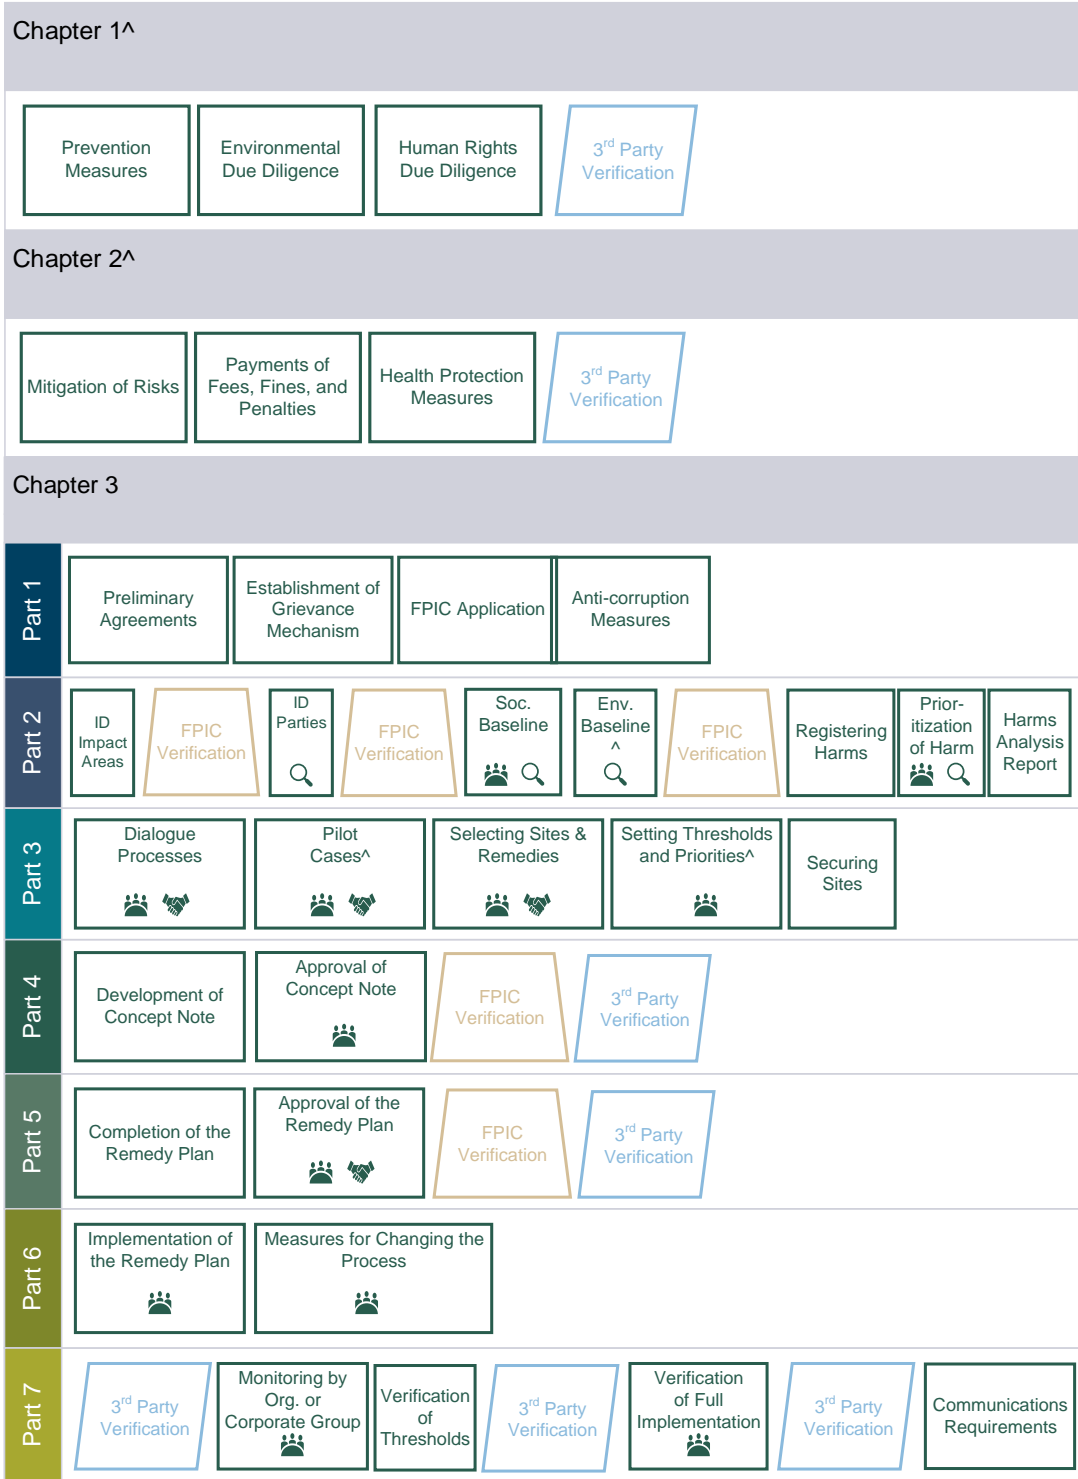 Chapter 1^
Prevention
Measures
Environmental
Due Diligence
Human Rights
Due Diligence
3rd Party
Verification
Chapter 2^
Mitigation of Risks
Payments of
Fees, Fines, and
Penalties
Health Protection
Measures
3rd Party
Verification
Chapter 3
Part 1
Preliminary
Agreements
Establishment of
Grievance
Mechanism
FPIC Application
Anti-corruption
Measures
Part 2
ID
Impact
Areas
FPIC
Verification
ID
Parties
FPIC
Verification
Soc.
Baseline
Env.
Baseline
^
FPIC
Verification
Registering
Harms
Prior-
itization
of Harm
Harms
Analysis
Report
Part 3
Dialogue
Processes
Pilot
Cases^
Selecting Sites &
Remedies
Setting Thresholds
and Priorities^
Securing
Sites
Part 4
Development of
Concept Note
Approval of
Concept Note
FPIC
Verification
3rd Party
Verification
Part 5
Completion of the
Remedy Plan
Approval of the
Remedy Plan
FPIC
Verification
3rd Party
Verification
Part 6
Implementation of
the Remedy Plan
Measures for Changing the
Process
Part 7
3rd Party
Verification
Monitoring by
Org. or
Corporate Group
Verification
of
Thresholds
3rd Party
Verification
Verification
of Full
Implementation
3rd Party
Verification
Communications
Requirements